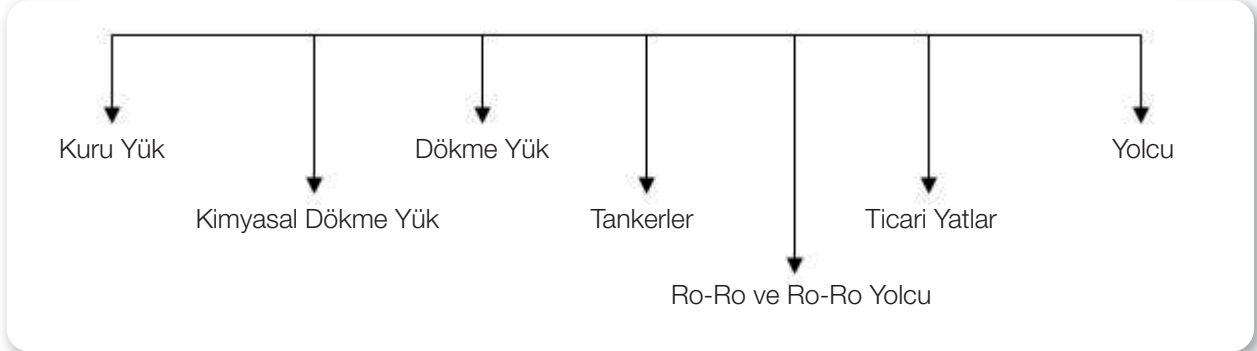 Kuru Yük
Dökme Yük
Yolcu
Kimyasal Dökme Yük
Tankerler
Ticari Yatlar
Ro-Ro ve Ro-Ro Yolcu